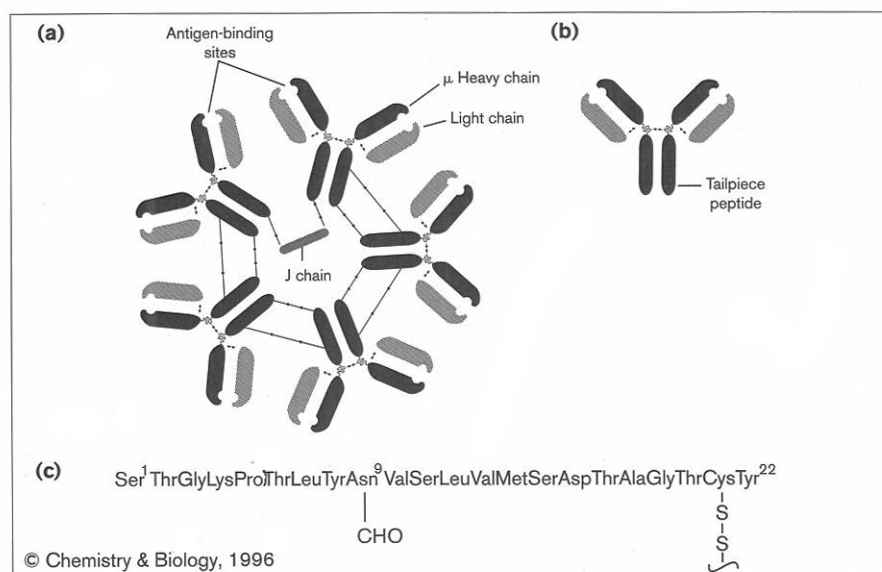 (a)
Antigen-binding
sites
μ Heavy chain
Light chain
J chain
(b)
Tailpiece
peptide
(c)
Ser¹ThrGlyLysProThrLeuTyrAsn⁹ValSerLeuValMetSerAspThrAlaGlyThrCysTyr²²
CHO
S
S
© Chemistry & Biology, 1996